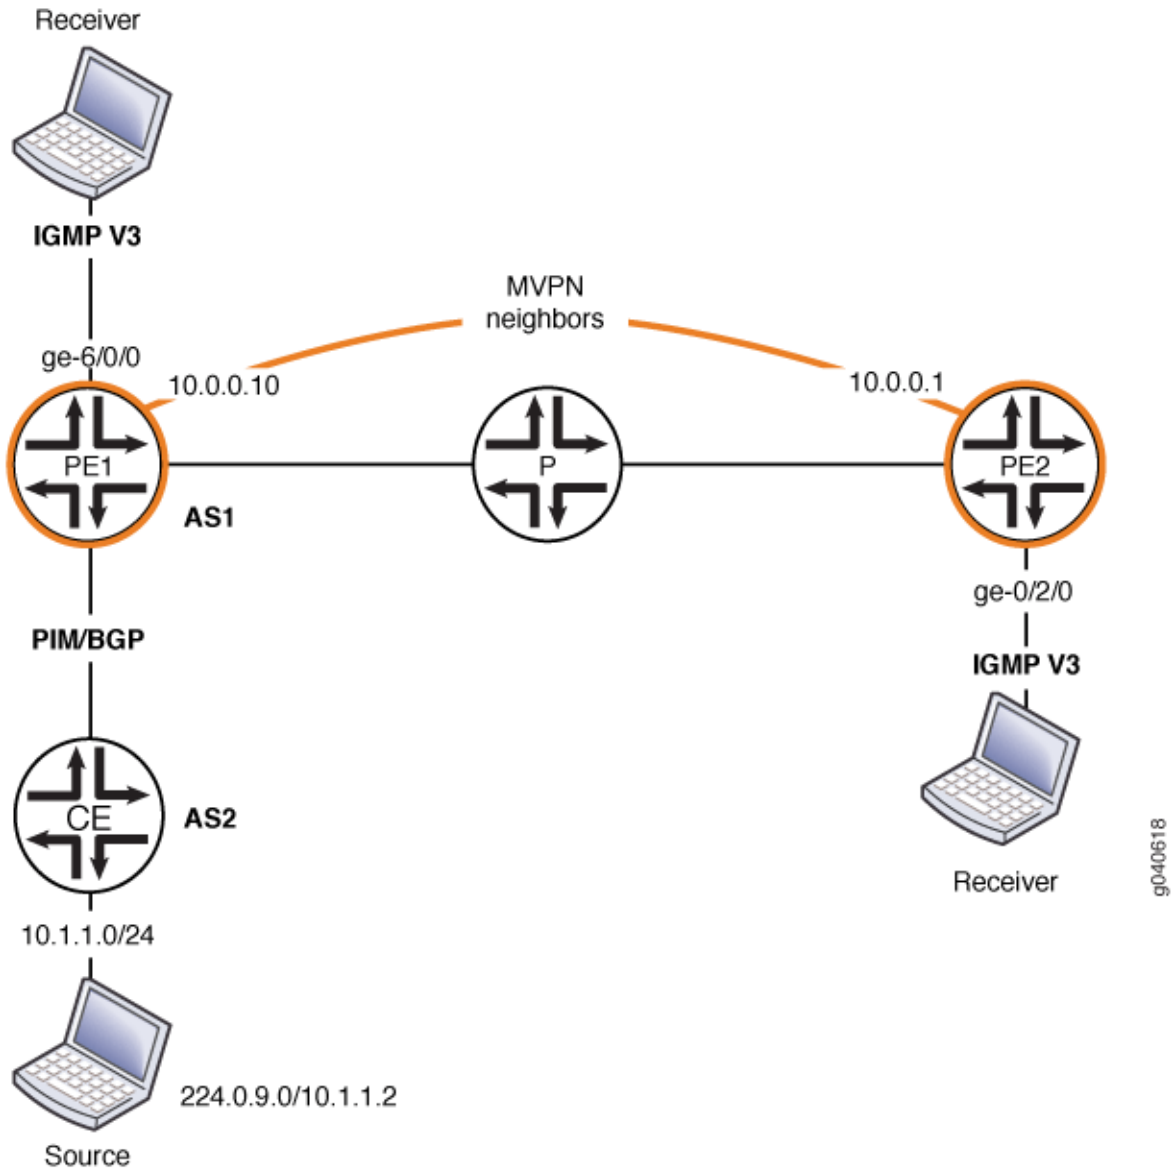 Receiver
IGMP V3
MVPN
neighbors
ge-6/0/0
10.0.0.10
10.0.0.1
PE1
P
PE2
AS1
ge-0/2/0
PIM/BGP
IGMP V3
CE
AS2
Receiver
g040618
10.1.1.0/24
224.0.9.0/10.1.1.2
Source